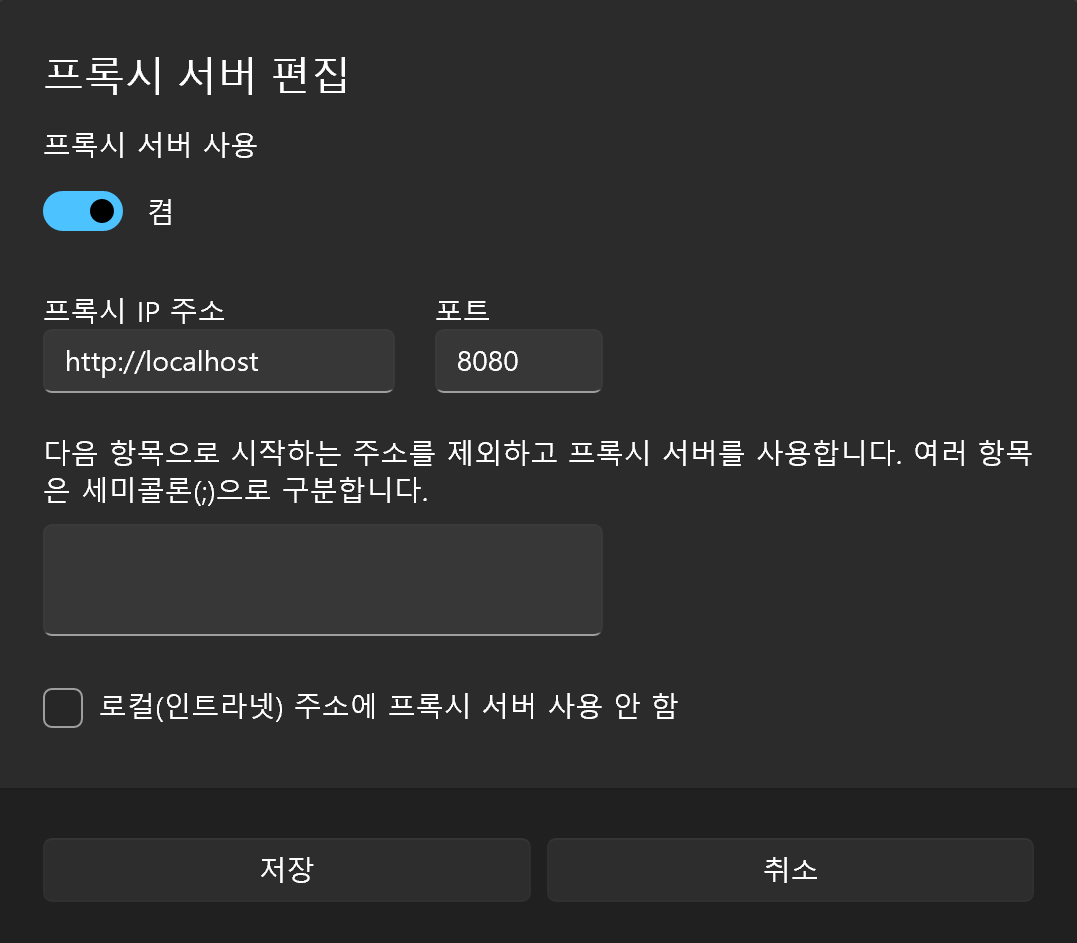 프록시 서버 편집
프록시 서버 사용
켬
프록시 IP 주소
포트
http://localhost
8080
다음 항목으로 시작하는 주소를 제외하고 프록시 서버를 사용합니다. 여러 항목
은 세미콜론(;)으로 구분합니다.
로컬(인트라넷) 주소에 프록시 서버 사용 안 함
저장
취소